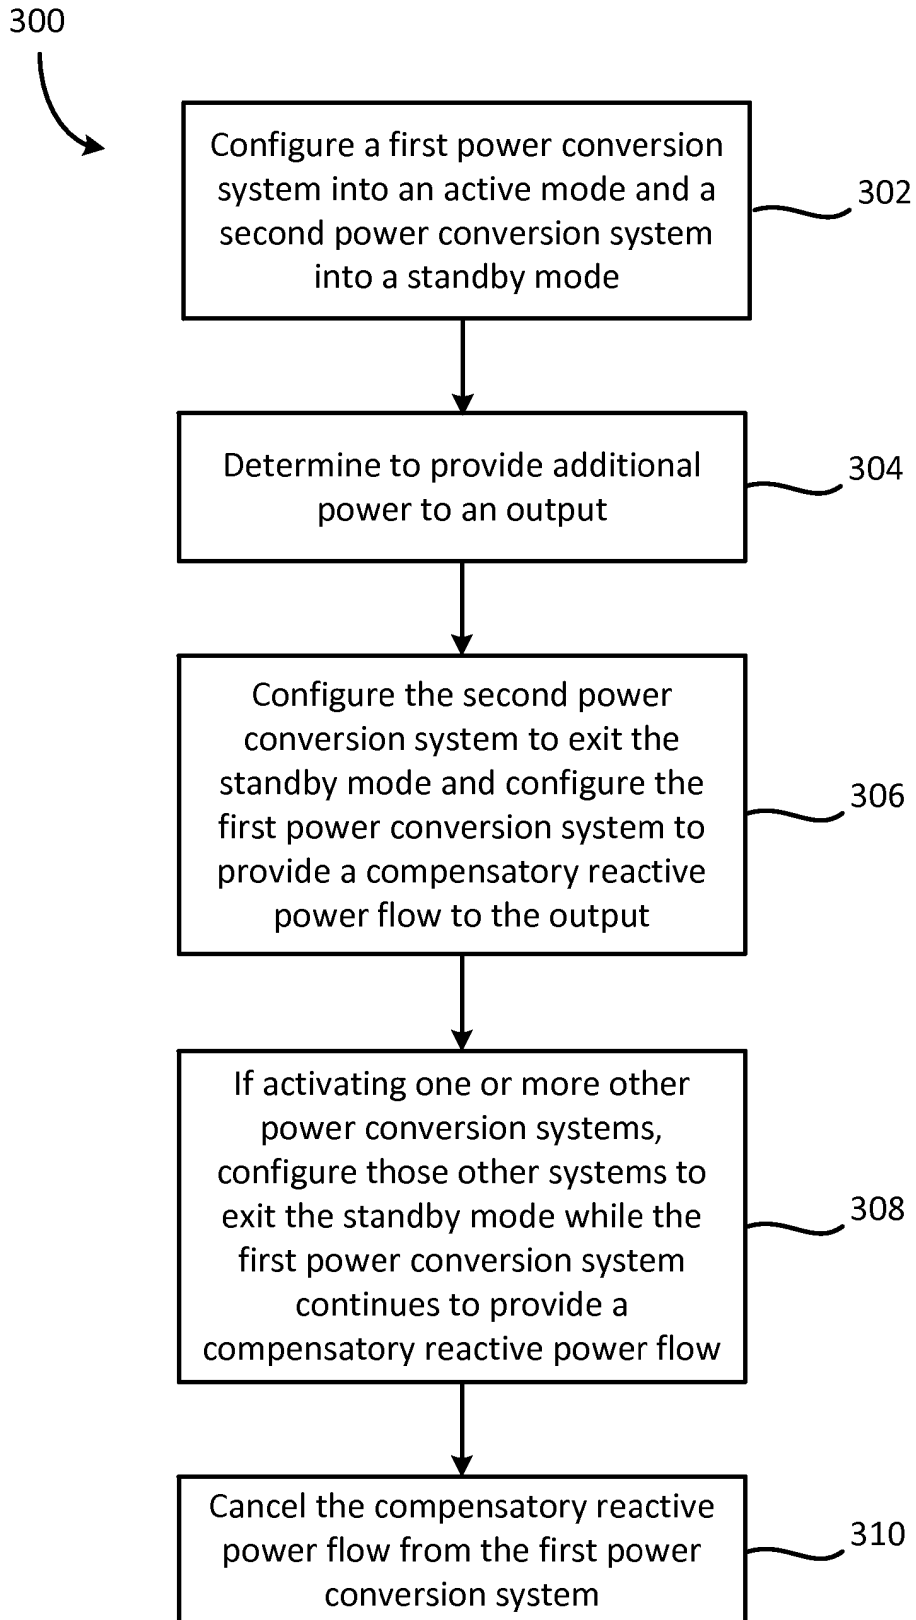 300
Configure a first power conversion
system into an active mode and a
second power conversion system
into a standby mode
302
Determine to provide additional
power to an output
304
Configure the second power
conversion system to exit the
standby mode and configure the
first power conversion system to
provide a compensatory reactive
power flow to the output
306
If activating one or more other
power conversion systems,
configure those other systems to
exit the standby mode while the
first power conversion system
continues to provide a
compensatory reactive power flow
308
Cancel the compensatory reactive
power flow from the first power
conversion system
310